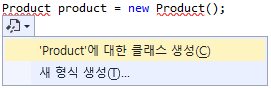 Product product = new Product();
'Product'에 대한 클래스 생성(C)
새 형식 생성(T)...